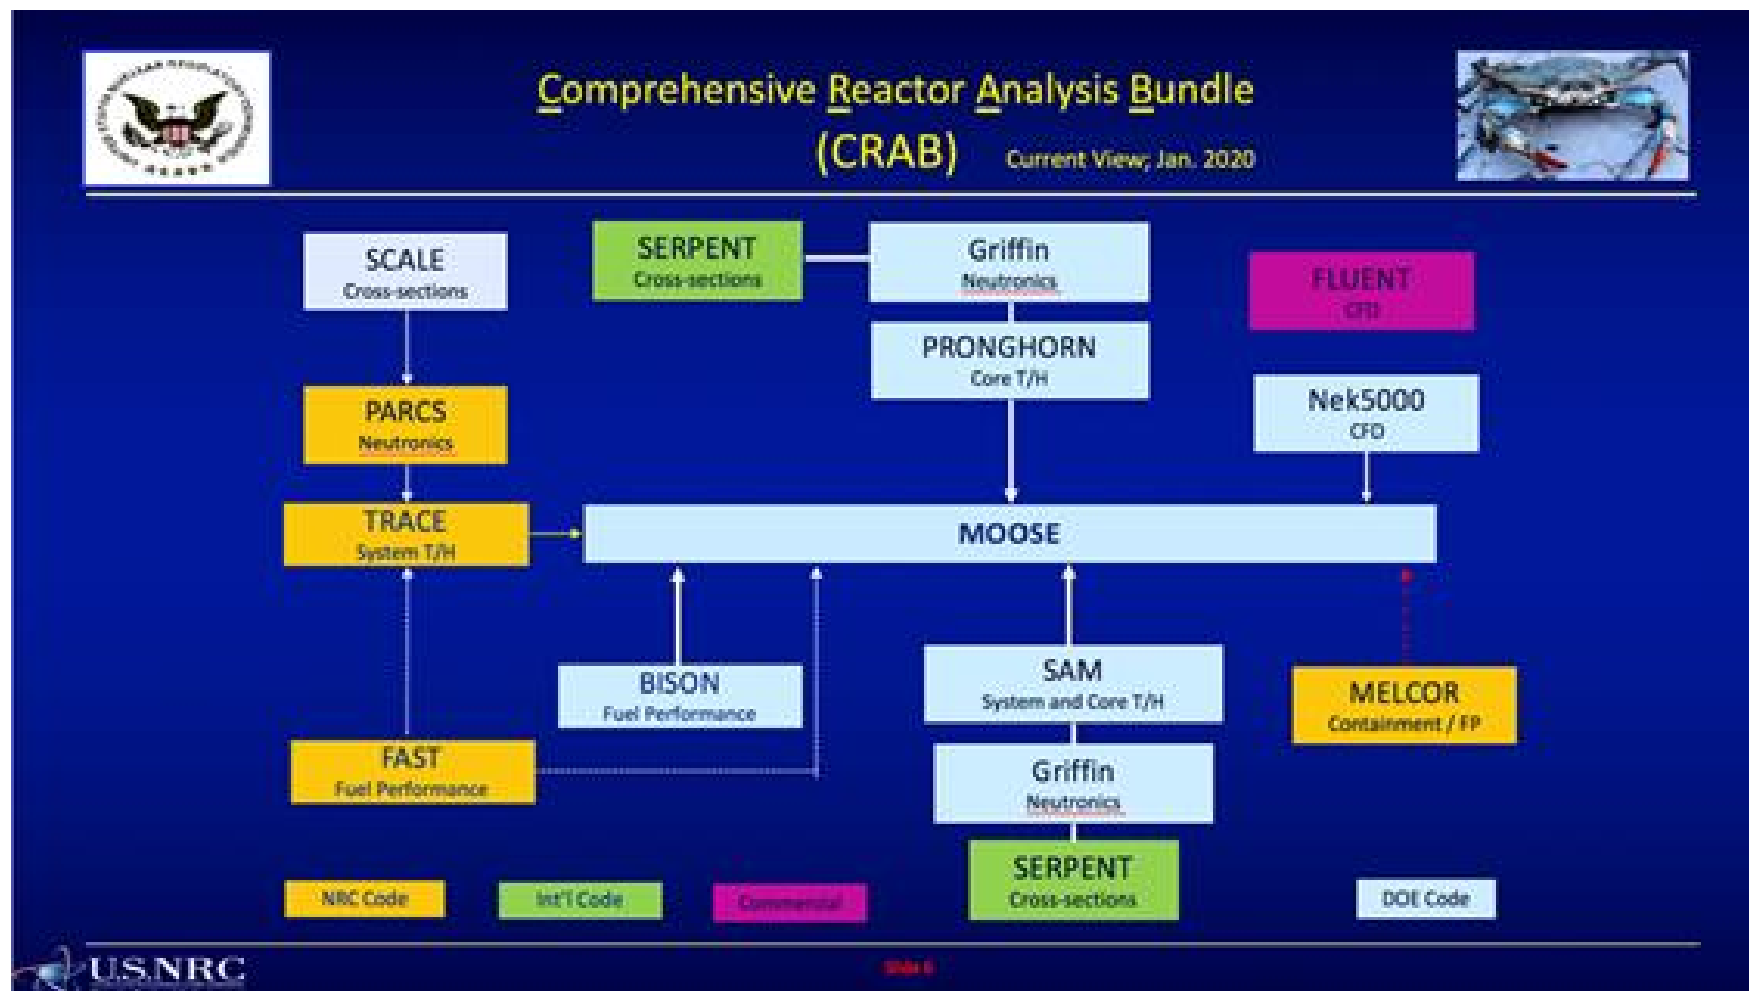 Comprehensive Reactor Analysis Bundle
(CRAB) Current View; Jan. 2020
SCALE
Cross-sections
SERPENT
Cross-sections
Griffin
Neutronics
FLUENT
CFD
PRONGHORN
Core T/H
PARCS
Neutronics
Nek5000
CFD
TRACE
System T/H
MOOSE
BISON
Fuel Performance
SAM
System and Core T/H
MELCOR
Containment / FP
FAST
Fuel Performance
Griffin
Neutronics
SERPENT
Cross-sections
NRC Code
Int'l Code
Commercial
DOE Code
U.S.NRC